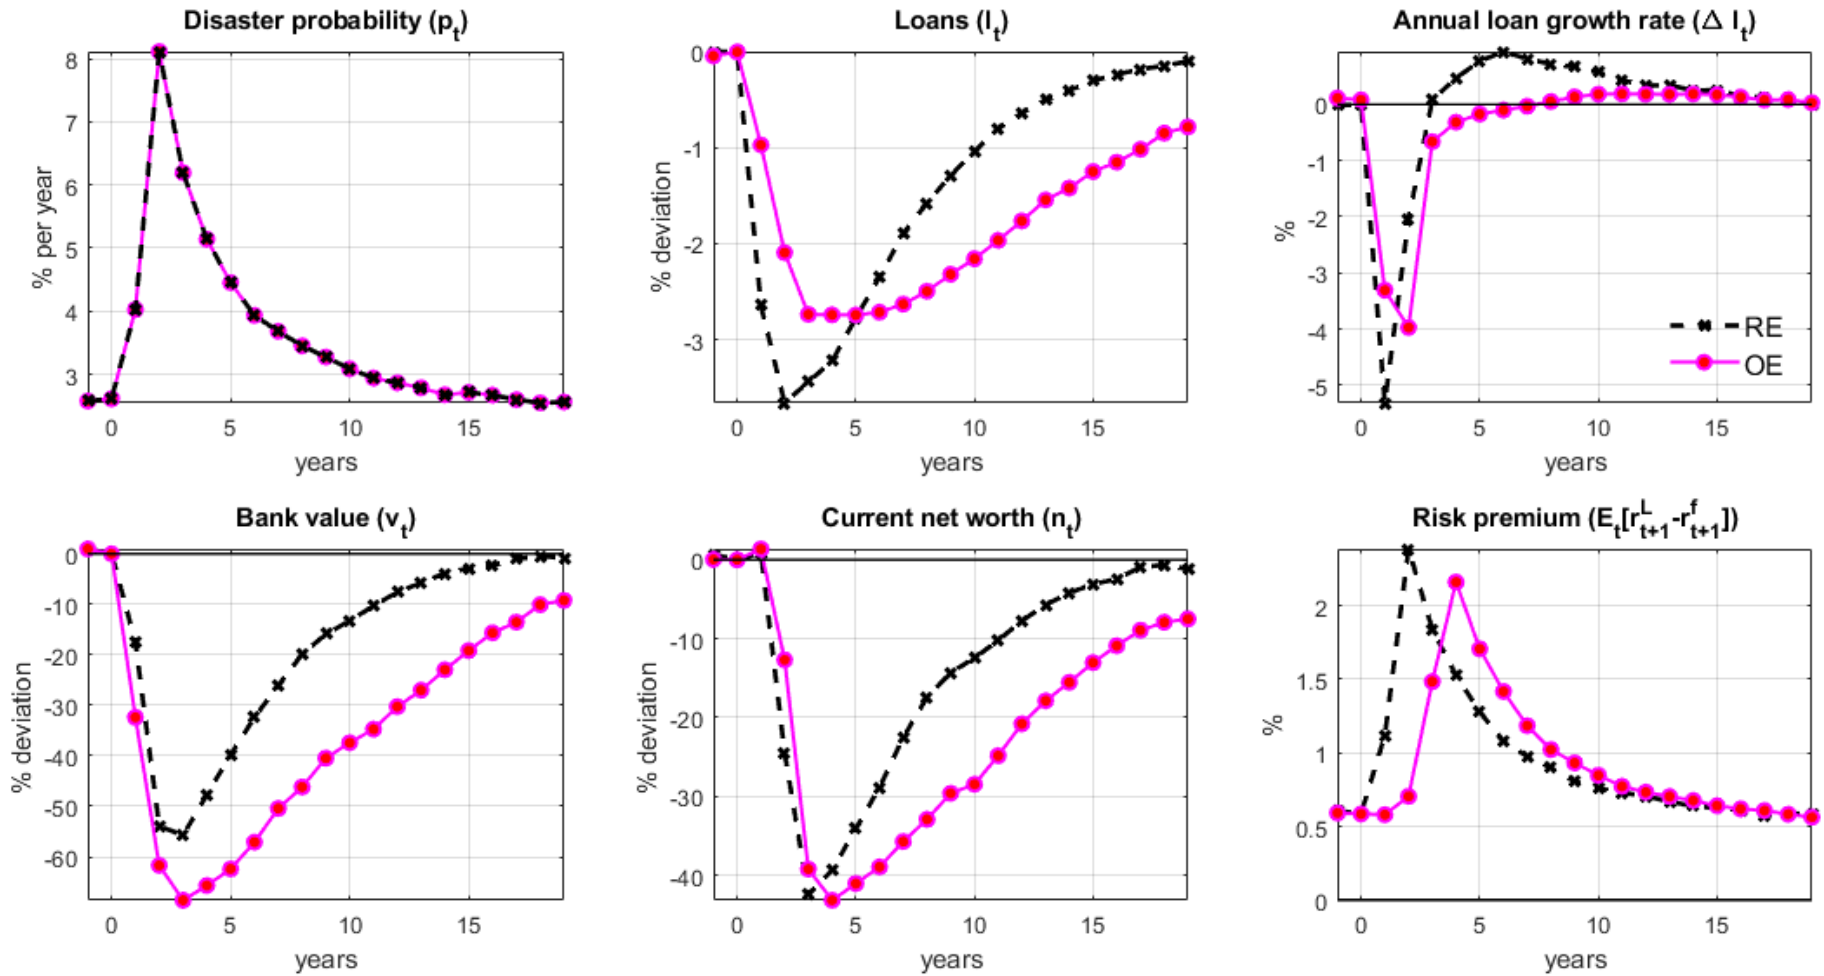 Disaster probability (p_t)
% per year
8
7
6
5
4
3
0 5 10 15
years
Loans (l_t)
% deviation
0
-1
-2
-3
0 5 10 15
years
Annual loan growth rate (Δ l_t)
%
0
-1
-2
-3
-4
-5
RE
OE
0 5 10 15
years
Bank value (v_t)
% deviation
0
-10
-20
-30
-40
-50
-60
0 5 10 15
years
Current net worth (n_t)
% deviation
0
-10
-20
-30
-40
0 5 10 15
years
Risk premium (E_t[r^L_{t+1}-r^f_{t+1}])
%
2
1.5
1
0.5
0
0 5 10 15
years